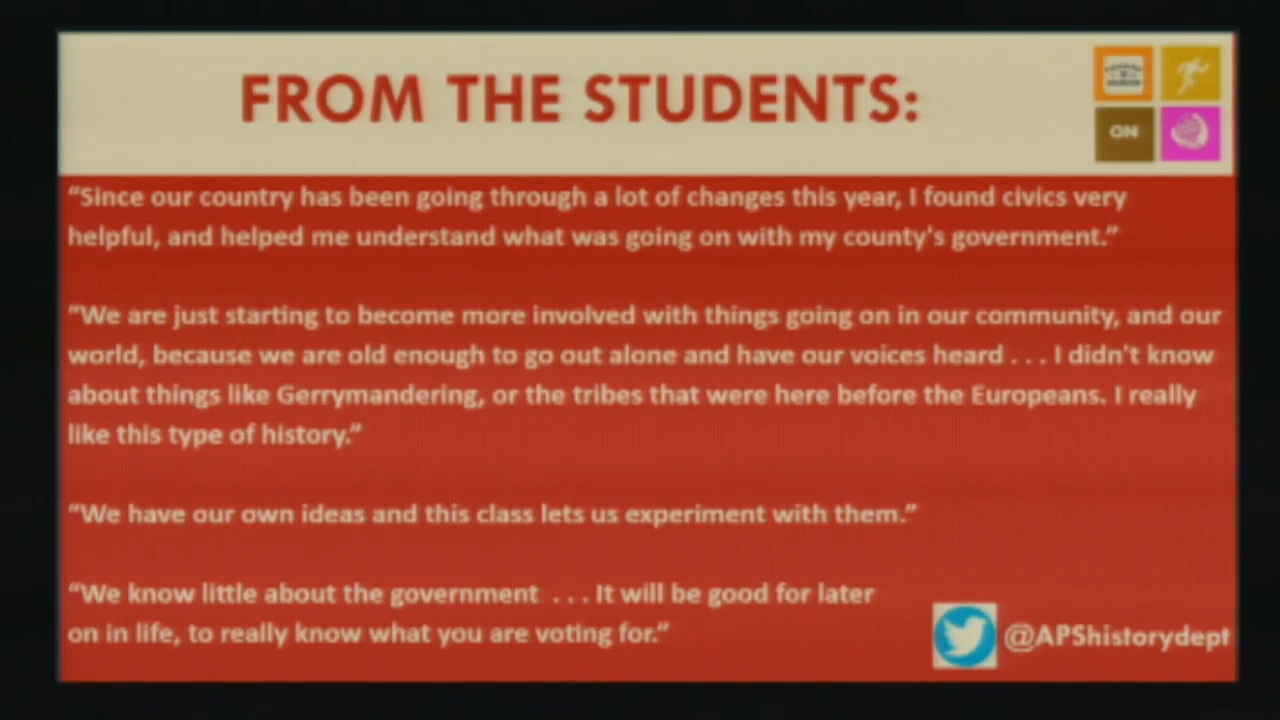 FROM THE STUDENTS:
ON
“Since our country has been going through a lot of changes this year, I found civics very
helpful, and helped me understand what was going on with my county's government.”
“We are just starting to become more involved with things going on in our community, and our
world, because we are old enough to go out alone and have our voices heard . . . I didn't know
about things like Gerrymandering, or the tribes that were here before the Europeans. I really
like this type of history.”
“We have our own ideas and this class lets us experiment with them.”
“We know little about the government . . . It will be good for later
on in life, to really know what you are voting for.”
@APShistorydept